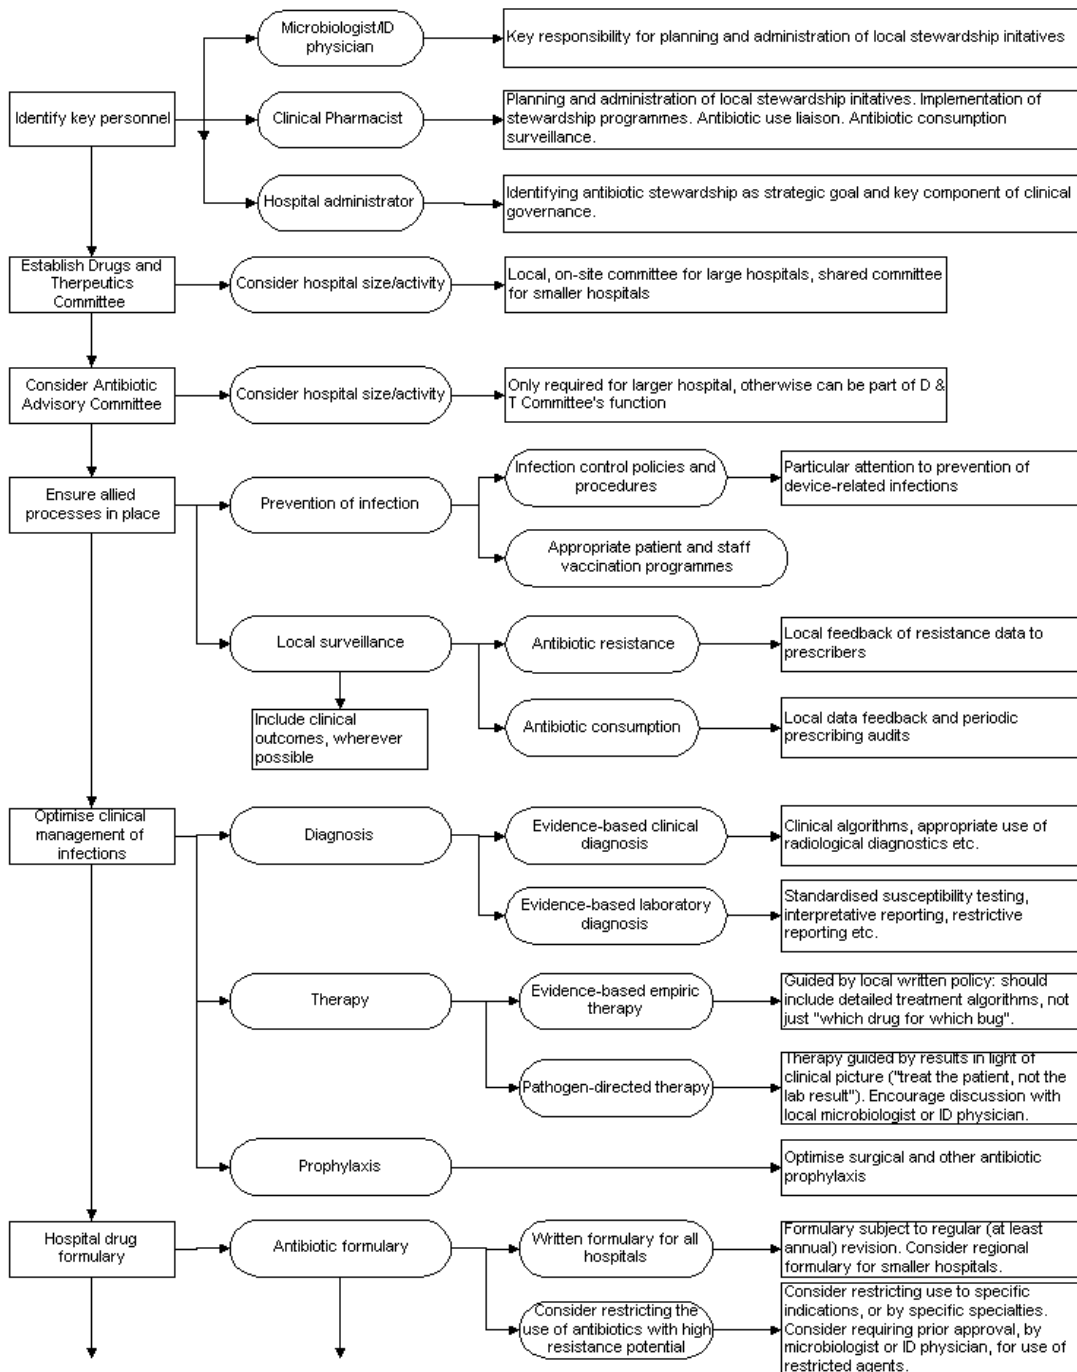 Microbiologist/ID
physician
Key responsibility for planning and administration of local stewardship initatives
Identify key personnel
Clinical Pharmacist
Planning and administration of local stewardship initatives. Implementation of
stewardship programmes. Antibiotic use liaison. Antibiotic consumption
surveillance.
Hospital administrator
Identifying antibiotic stewardship as strategic goal and key component of clinical
governance.
Establish Drugs and
Therpeutics
Committee
Consider hospital size/activity
Local, on-site committee for large hospitals, shared committee
for smaller hospitals
Consider Antibiotic
Advisory Committee
Consider hospital size/activity
Only required for larger hospital, otherwise can be part of D &
T Committee's function
Ensure allied
processes in place
Prevention of infection
Infection control policies and
procedures
Particular attention to prevention of
device-related infections
Appropriate patient and staff
vaccination programmes
Local surveillance
Antibiotic resistance
Local feedback of resistance data to
prescribers
Include clinical
outcomes, wherever
possible
Antibiotic consumption
Local data feedback and periodic
prescribing audits
Optimise clinical
management of
infections
Diagnosis
Evidence-based clinical
diagnosis
Clinical algorithms, appropriate use of
radiological diagnostics etc.
Evidence-based laboratory
diagnosis
Standardised susceptibility testing,
interpretative reporting, restrictive
reporting etc.
Therapy
Evidence-based empiric
therapy
Guided by local written policy: should
include detailed treatment algorithms, not
just "which drug for which bug".
Pathogen-directed therapy
Therapy guided by results in light of
clinical picture ("treat the patient, not the
lab result"). Encourage discussion with
local microbiologist or ID physician.
Prophylaxis
Optimise surgical and other antibiotic
prophylaxis
Hospital drug
formulary
Antibiotic formulary
Written formulary for all
hospitals
Formulary subject to regular (at least
annual) revision. Consider regional
formulary for smaller hospitals.
Consider restricting the
use of antibiotics with high
resistance potential
Consider restricting use to specific
indications, or by specific specialties.
Consider requiring prior approval, by
microbiologist or ID physician, for use of
restricted agents.